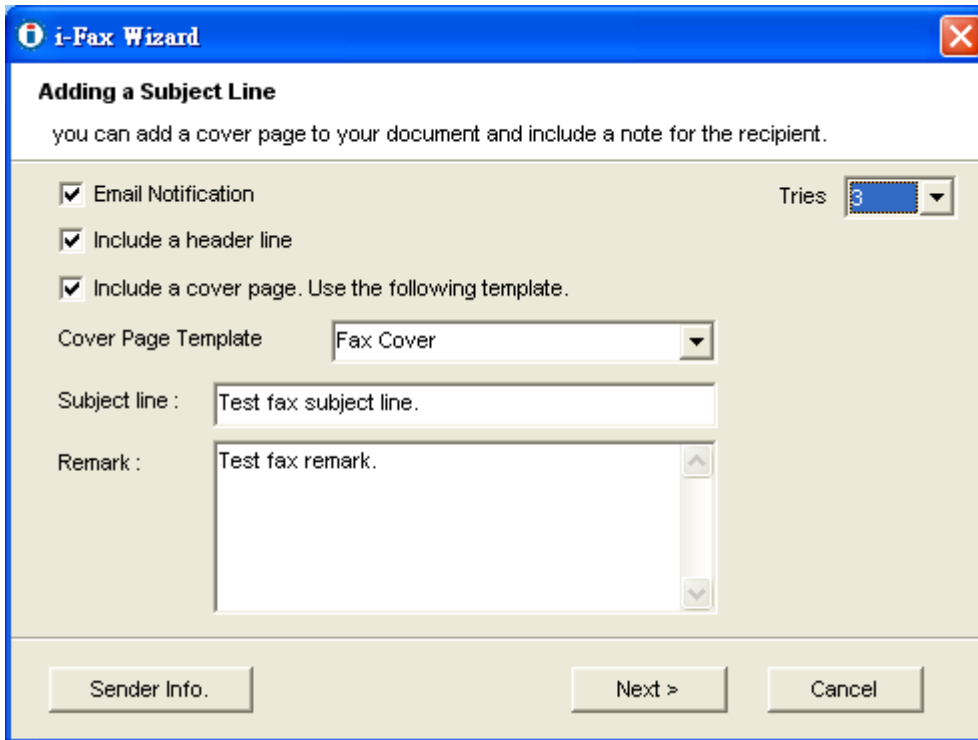 i-Fax Wizard
Adding a Subject Line
you can add a cover page to your document and include a note for the recipient.
Email Notification
Tries 3
Include a header line
Include a cover page. Use the following template.
Cover Page Template Fax Cover
Subject line : Test fax subject line.
Remark : Test fax remark.
Sender Info. Next > Cancel